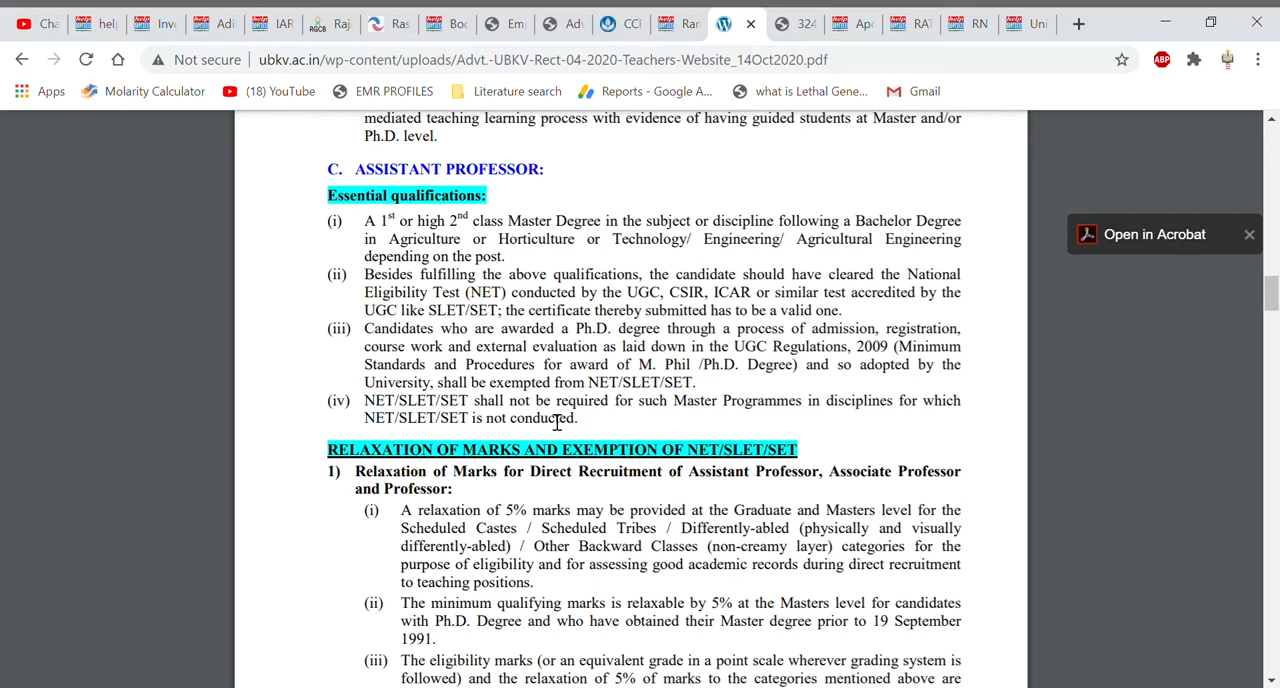 Cha
help
Inv
Adi
IAR
Raj
Ras
Boc
Em
Adv
CCI
Rar
324
Ap
RAT
RN
Uni
Not secure
ubkv.ac.in/wp-content/uploads/Advt.-UBKV-Rect-04-2020-Teachers-Website_14Oct2020.pdf
ABP
Apps
Molarity Calculator
(18) YouTube
EMR PROFILES
Literature search
Reports - Google A...
what is Lethal Gene...
Gmail
mediated teaching learning process with evidence of having guided students at Master and/or
Ph.D. level.
C. ASSISTANT PROFESSOR:
Essential qualifications:
(i) A 1st or high 2nd class Master Degree in the subject or discipline following a Bachelor Degree
in Agriculture or Horticulture or Technology/ Engineering/ Agricultural Engineering
depending on the post.
(ii) Besides fulfilling the above qualifications, the candidate should have cleared the National
Eligibility Test (NET) conducted by the UGC, CSIR, ICAR or similar test accredited by the
UGC like SLET/SET; the certificate thereby submitted has to be a valid one.
(iii) Candidates who are awarded a Ph.D. degree through a process of admission, registration,
course work and external evaluation as laid down in the UGC Regulations, 2009 (Minimum
Standards and Procedures for award of M. Phil /Ph.D. Degree) and so adopted by the
University, shall be exempted from NET/SLET/SET.
(iv) NET/SLET/SET shall not be required for such Master Programmes in disciplines for which
NET/SLET/SET is not conducted.
RELAXATION OF MARKS AND EXEMPTION OF NET/SLET/SET
1) Relaxation of Marks for Direct Recruitment of Assistant Professor, Associate Professor
and Professor:
(i) A relaxation of 5% marks may be provided at the Graduate and Masters level for the
Scheduled Castes / Scheduled Tribes / Differently-abled (physically and visually
differently-abled) / Other Backward Classes (non-creamy layer) categories for the
purpose of eligibility and for assessing good academic records during direct recruitment
to teaching positions.
(ii) The minimum qualifying marks is relaxable by 5% at the Masters level for candidates
with Ph.D. Degree and who have obtained their Master degree prior to 19 September
1991.
(iii) The eligibility marks (or an equivalent grade in a point scale wherever grading system is
followed) and the relaxation of 5% of marks to the categories mentioned above are
Open in Acrobat